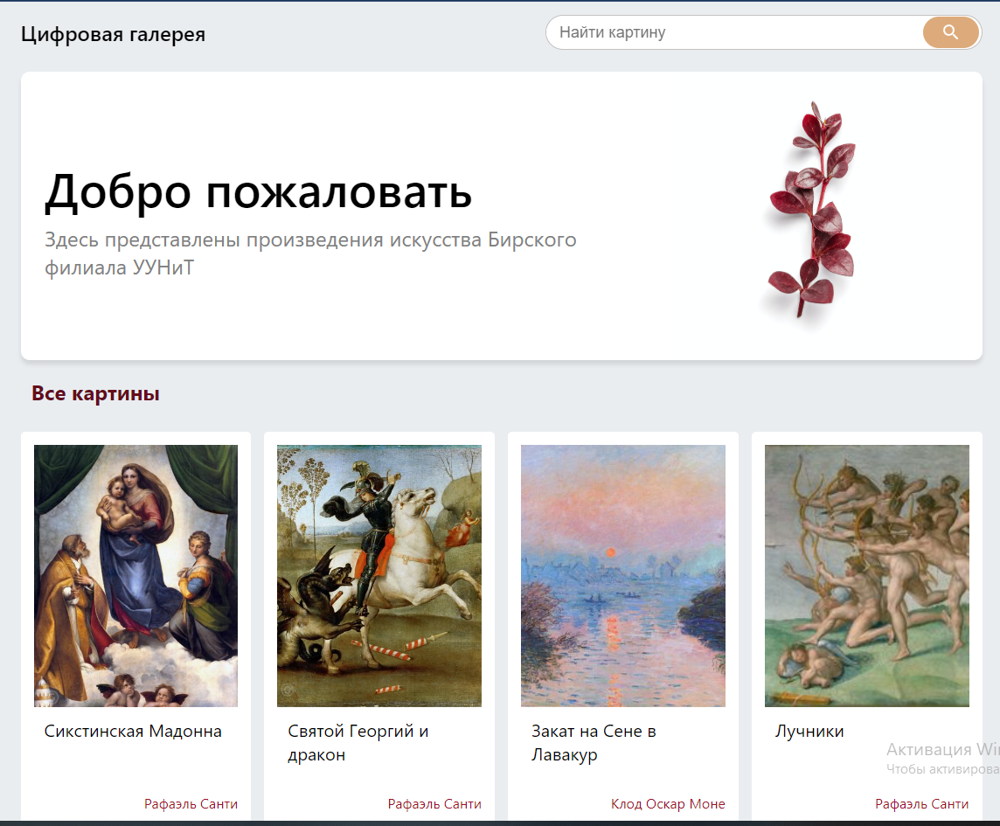 Цифровая галерея
Найти картину
Добро пожаловать
Здесь представлены произведения искусства Бирского
филиала УУНиТ
Все картины
Сикстинская Мадонна
Рафаэль Санти
Святой Георгий и
дракон
Рафаэль Санти
Закат на Сене в
Лавакур
Клод Оскар Моне
Лучники
Рафаэль Санти
Активация Wi
Чтобы активирова